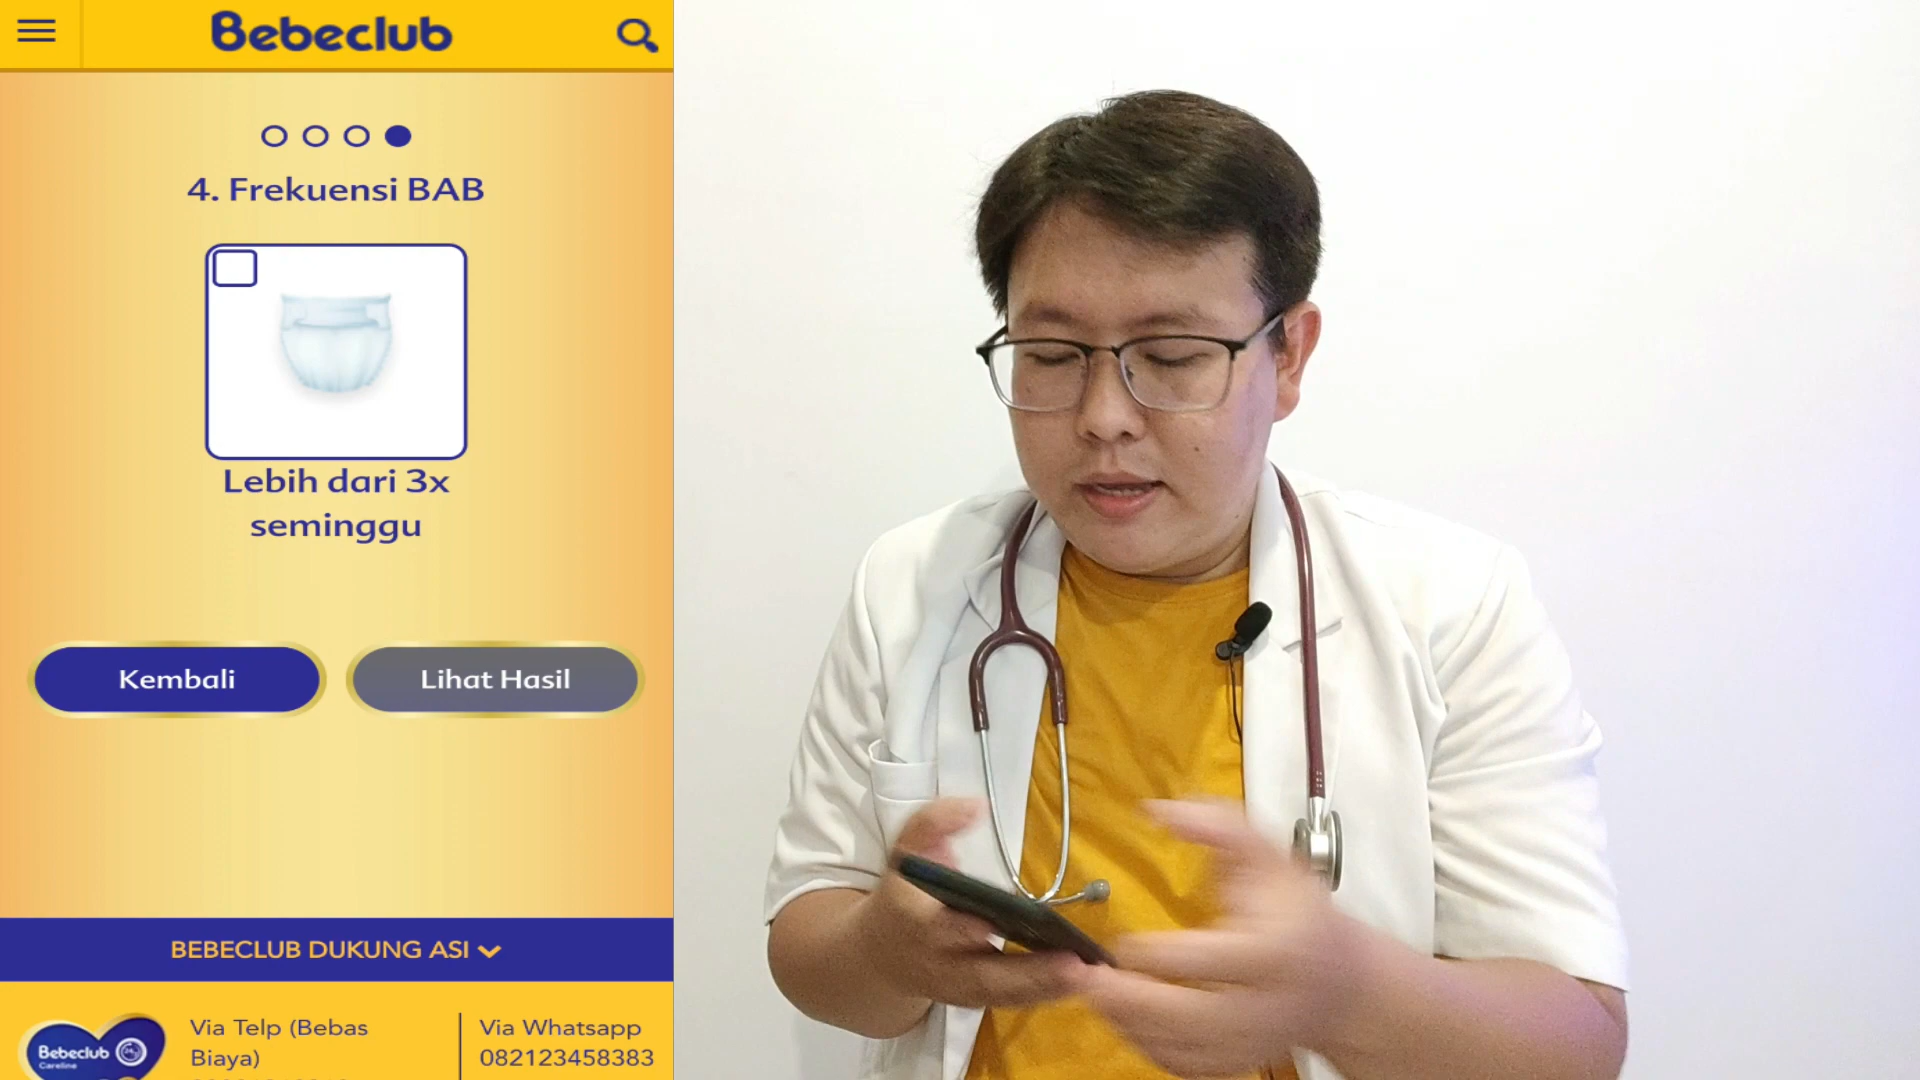 Bebeclub
4. Frekuensi BAB
Lebih dari 3x
seminggu
Kembali
Lihat Hasil
BEBECLUB DUKUNG ASI
Bebeclub
Careline
Via Telp (Bebas
Biaya)
Via Whatsapp
082123458383